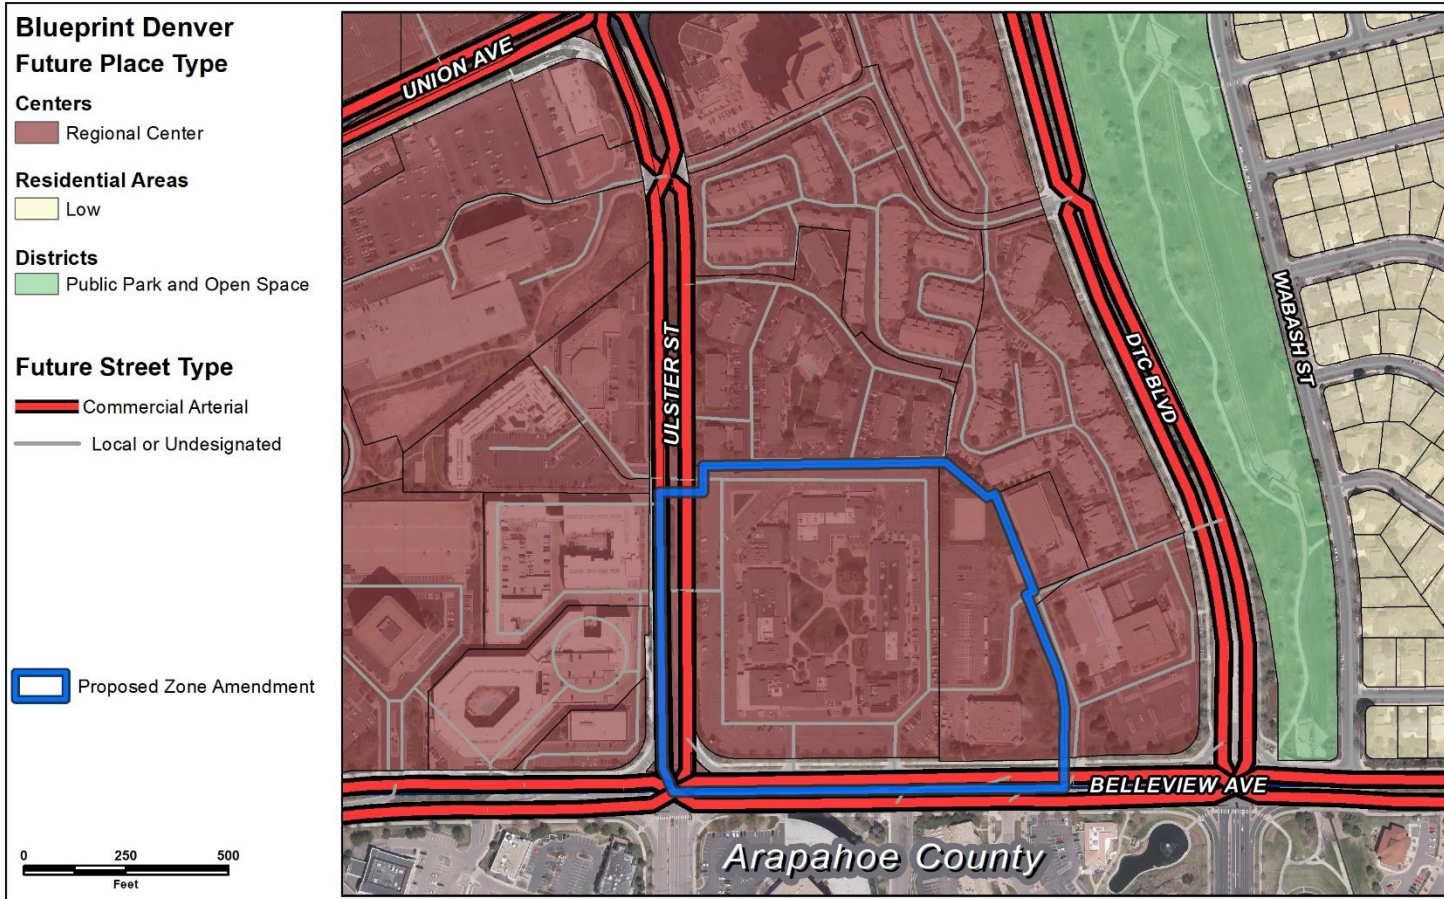 Blueprint Denver
Future Place Type
Centers
Regional Center
Residential Areas
Low
Districts
Public Park and Open Space
Future Street Type
Commercial Arterial
Local or Undesignated
Proposed Zone Amendment
0 250 500
Feet
UNION AVE
ULSTER ST
DTC BLVD
WABASH ST
BELLEVIEW AVE
Arapahoe County